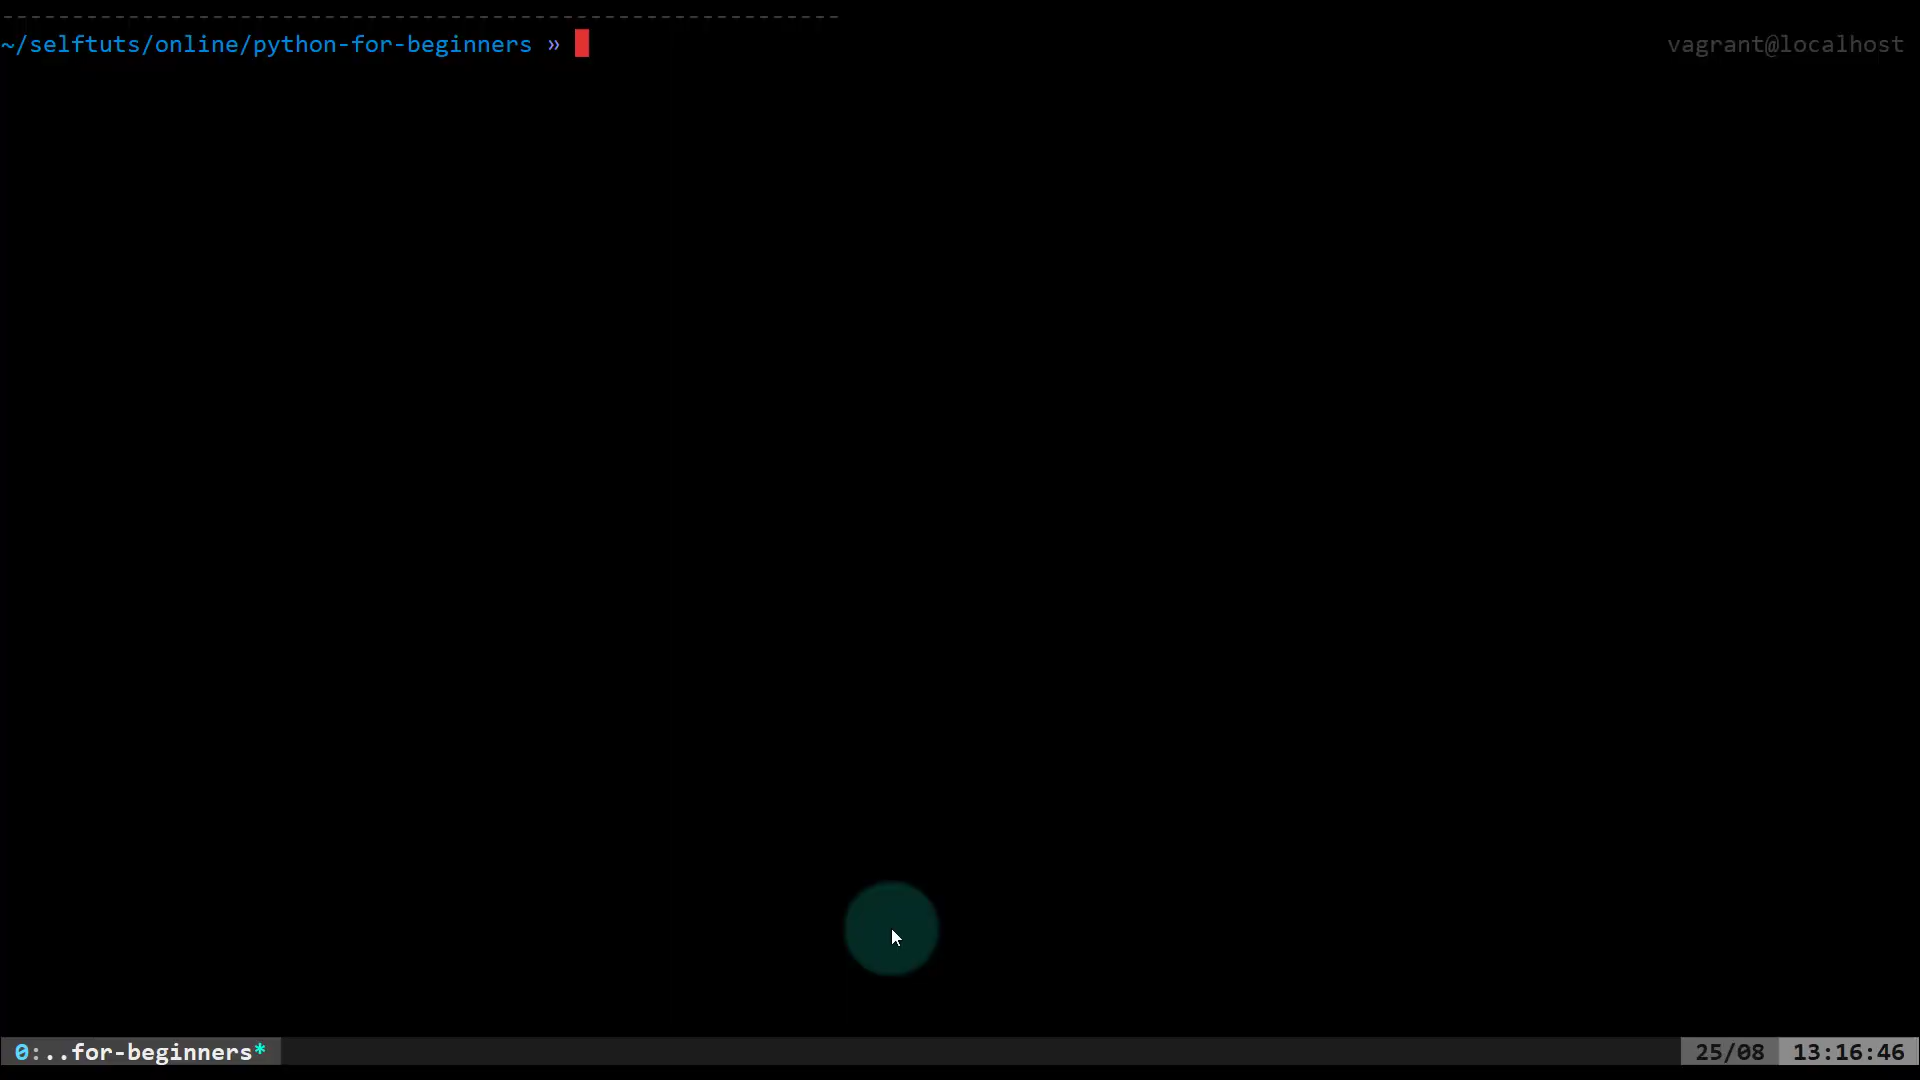 ------------------------------------------------------------
~/selftuts/online/python-for-beginners » vagrant@localhost
0:..for-beginners* 25/08 13:16:46